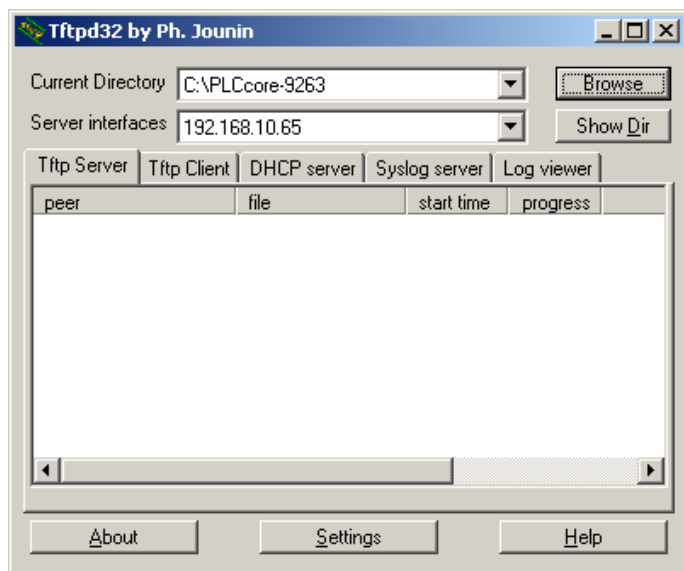 Tftpd32 by Ph. Jounin
Current Directory C:\PLCcore-9263 Browse
Server interfaces 192.168.10.65 Show Dir
Tftp Server Tftp Client DHCP server Syslog server Log viewer
peer file start time progress
About Settings Help